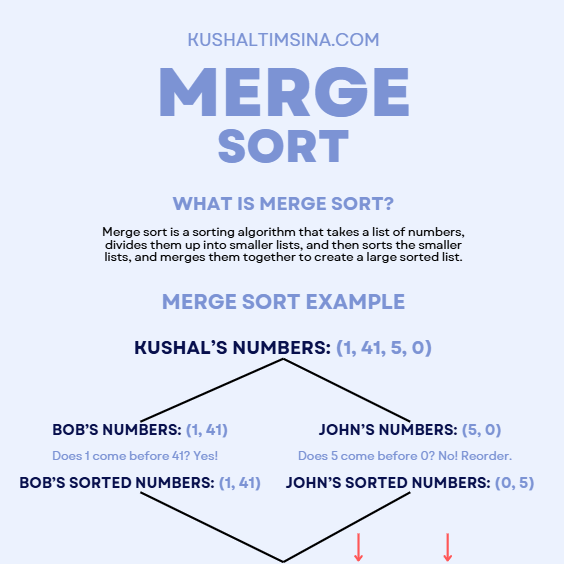 KUSHALTIMSINA.COM
MERGE
SORT
WHAT IS MERGE SORT?
Merge sort is a sorting algorithm that takes a list of numbers,
divides them up into smaller lists, and then sorts the smaller
lists, and merges them together to create a large sorted list.
MERGE SORT EXAMPLE
KUSHAL'S NUMBERS: (1, 41, 5, 0)
BOB'S NUMBERS: (1, 41)
JOHN'S NUMBERS: (5, 0)
Does 1 come before 41? Yes!
Does 5 come before 0? No! Reorder.
BOB'S SORTED NUMBERS: (1, 41)
JOHN'S SORTED NUMBERS: (0, 5)